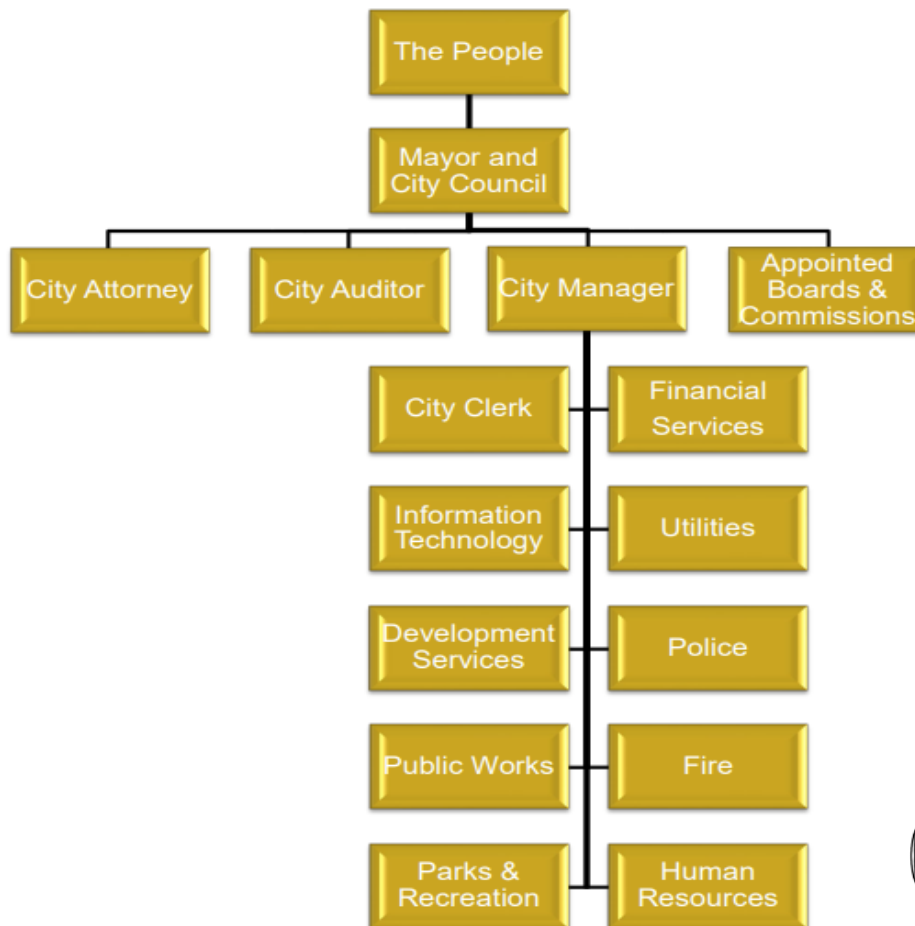 The People
Mayor and
City Council
City Attorney
City Auditor
City Manager
Appointed
Boards &
Commissions
City Clerk
Financial
Services
Information
Technology
Utilities
Development
Services
Police
Public Works
Fire
Parks &
Recreation
Human
Resources